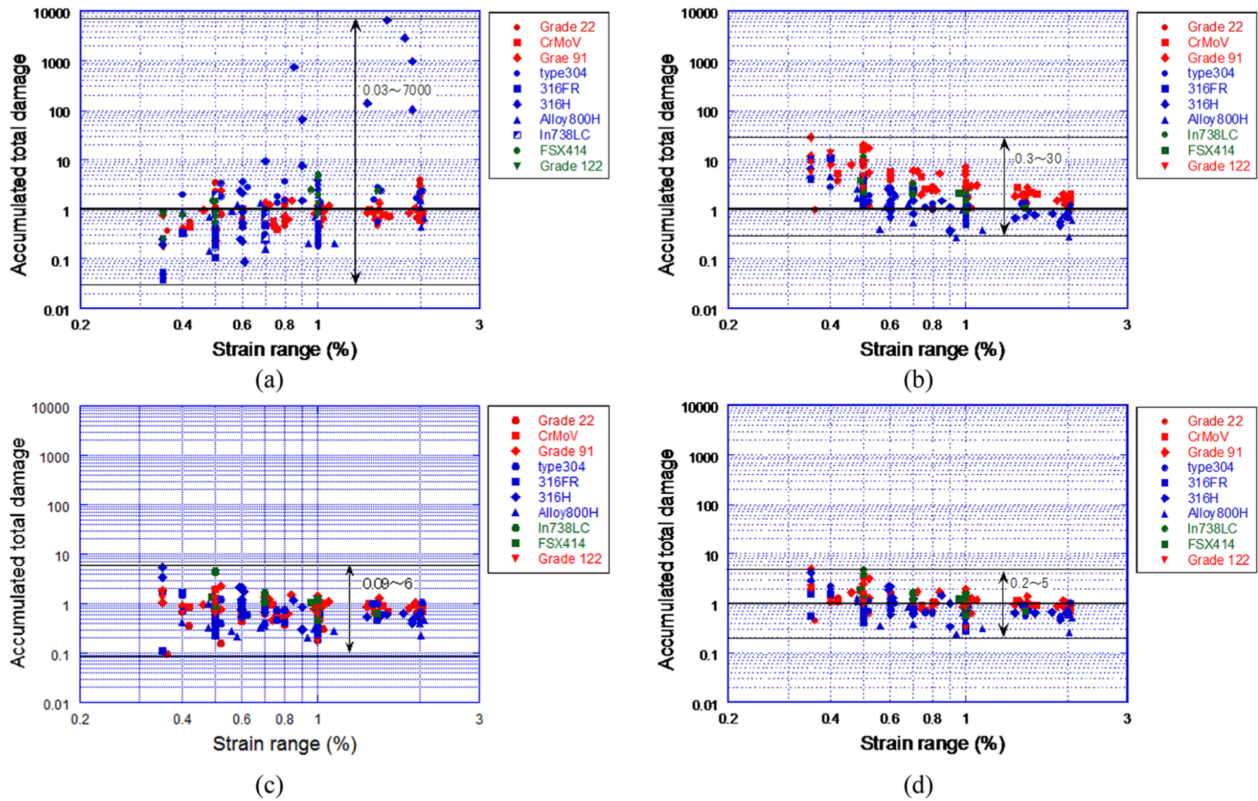 10000
1000
100
10
1
0.1
0.01
Accumulated total damage
0.2
0.4
0.6
0.8
1
3
Strain range (%)
0.03～7000
Grade 22
CrMoV
Grae 91
type304
316FR
316H
Alloy800H
In738LC
FSX414
Grade 122
(a)
10000
1000
100
10
1
0.1
0.01
Accumulated total damage
0.2
0.4
0.6
0.8
1
3
Strain range (%)
0.3～30
Grade 22
CrMoV
Grade 91
type304
316FR
316H
Alloy800H
In738LC
FSX414
Grade 122
(b)
10000
1000
100
10
1
0.1
0.01
Accumulated total damage
0.2
0.4
0.6
0.8
1
3
Strain range (%)
0.09～6
Grade 22
CrMoV
Grade 91
type304
316FR
316H
Alloy800H
In738LC
FSX414
Grade 122
(c)
10000
1000
100
10
1
0.1
0.01
Accumulated total damage
0.2
0.4
0.6
0.8
1
3
Strain range (%)
0.2～5
Grade 22
CrMoV
Grade 91
type304
316FR
316H
Alloy800H
In738LC
FSX414
Grade 122
(d)